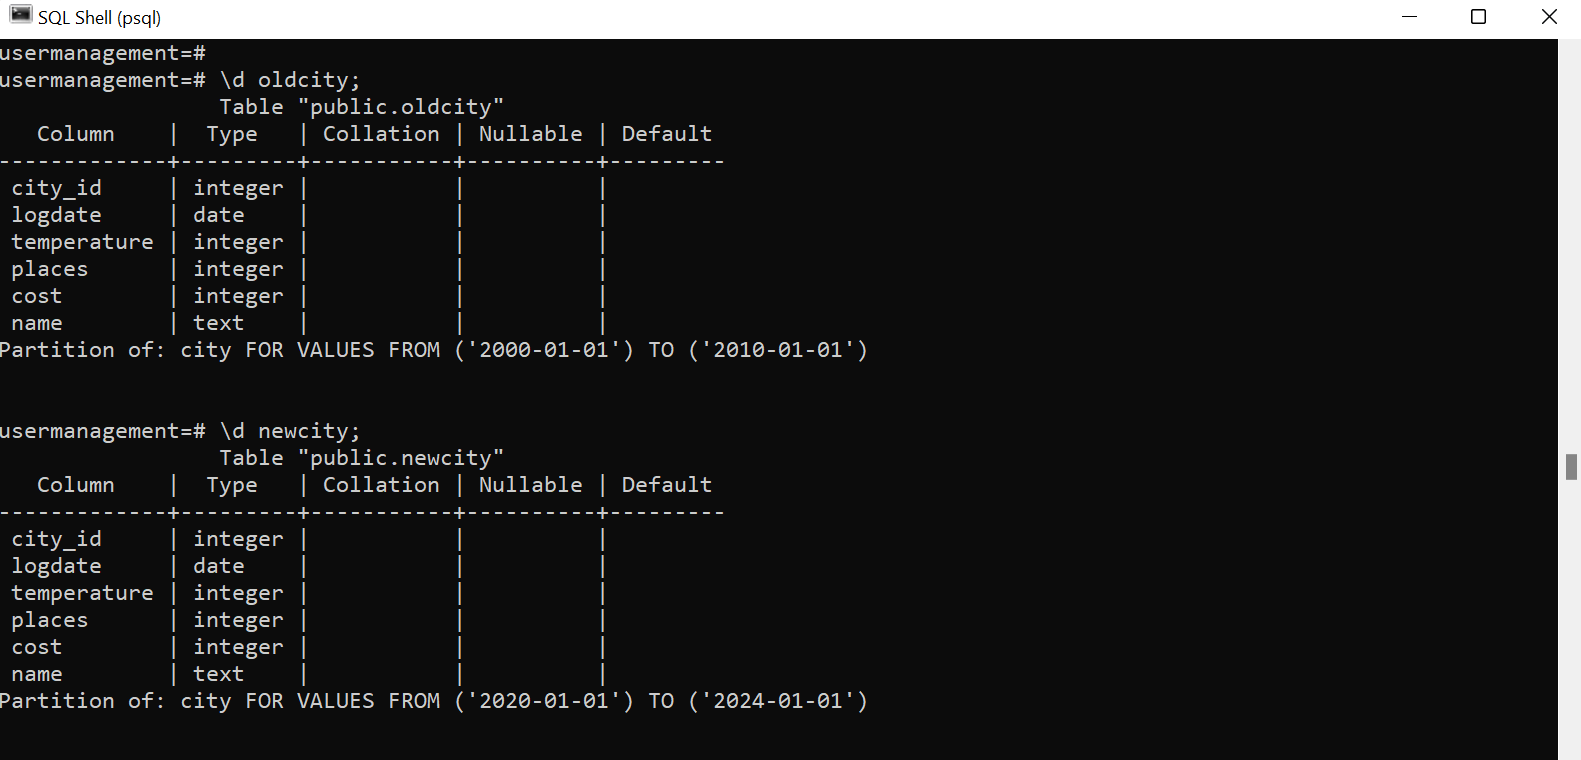 SQL Shell (psql)
usermanagement=#
usermanagement=# \d oldcity;
                 Table "public.oldcity"
   Column    |  Type   | Collation | Nullable | Default
-------------+---------+-----------+----------+---------
 city_id     | integer |           |          |
 logdate     | date    |           |          |
 temperature | integer |           |          |
 places      | integer |           |          |
 cost        | integer |           |          |
 name        | text    |           |          |
Partition of: city FOR VALUES FROM ('2000-01-01') TO ('2010-01-01')
usermanagement=# \d newcity;
                 Table "public.newcity"
   Column    |  Type   | Collation | Nullable | Default
-------------+---------+-----------+----------+---------
 city_id     | integer |           |          |
 logdate     | date    |           |          |
 temperature | integer |           |          |
 places      | integer |           |          |
 cost        | integer |           |          |
 name        | text    |           |          |
Partition of: city FOR VALUES FROM ('2020-01-01') TO ('2024-01-01')